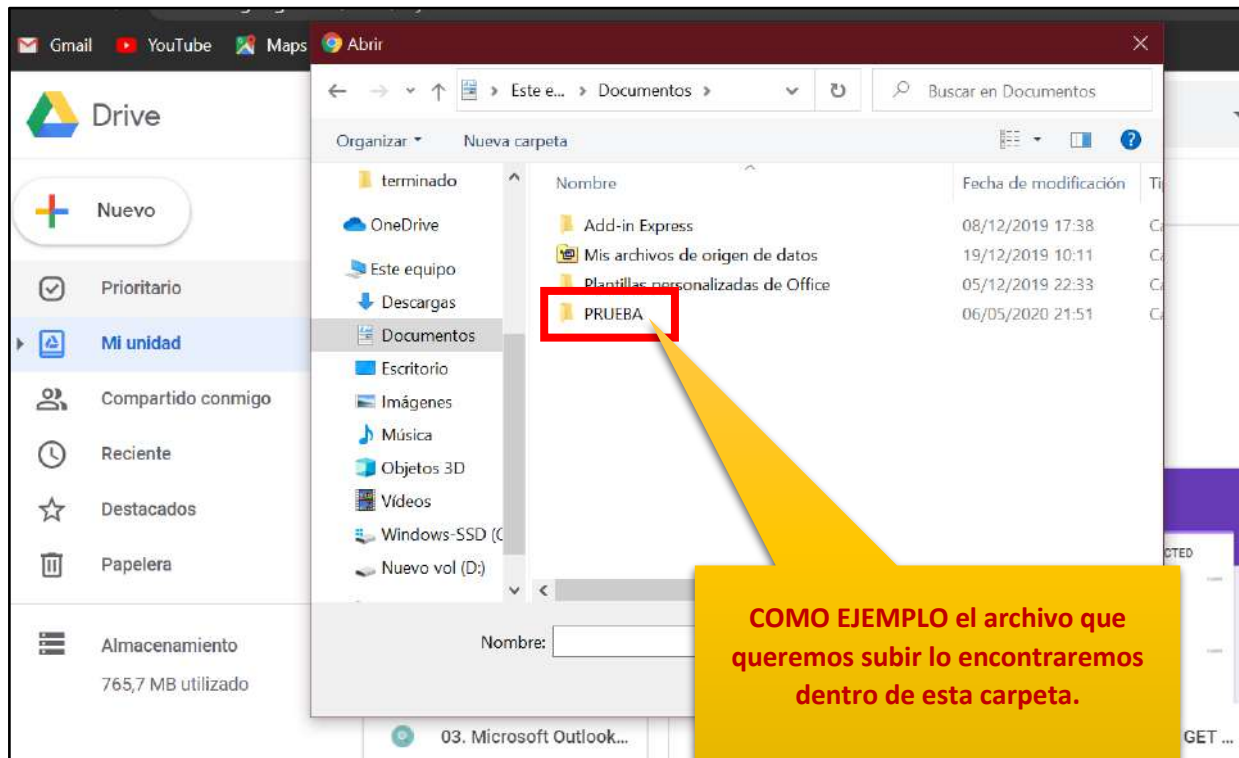 Gmail YouTube Maps
Abrir
Este e... > Documentos >
Buscar en Documentos
Drive
Organizar
Nueva carpeta
Nuevo
Prioritario
Mi unidad
Compartido conmigo
Reciente
Destacados
Papelera
Almacenamiento
765,7 MB utilizado
terminado
OneDrive
Este equipo
Descargas
Documentos
Escritorio
Imágenes
Música
Objetos 3D
Vídeos
Windows-SSD (C
Nuevo vol (D:)
Nombre Fecha de modificación
Add-in Express 08/12/2019 17:38
Mis archivos de origen de datos 19/12/2019 10:11
Plantillas personalizadas de Office 05/12/2019 22:33
PRUEBA 06/05/2020 21:51
Nombre:
COMO EJEMPLO el archivo que
queremos subir lo encontraremos
dentro de esta carpeta.
CTED
03. Microsoft Outlook...
GET ...